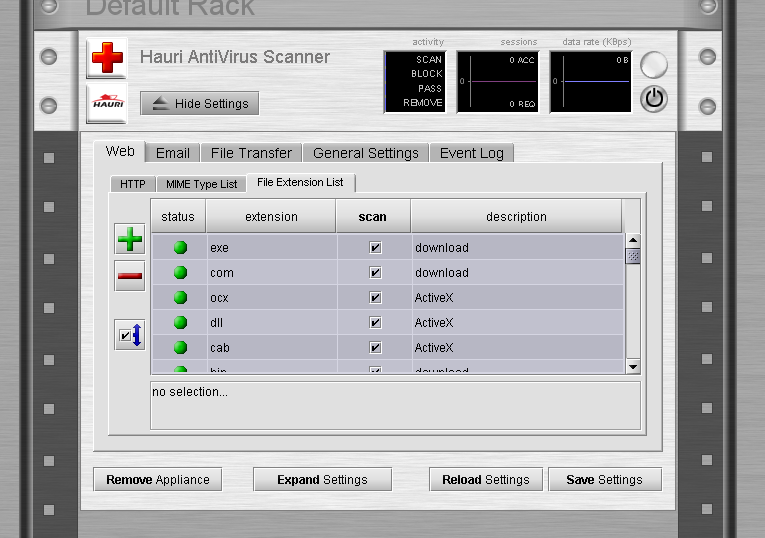 Default Rack
Hauri AntiVirus Scanner
activity
sessions
data rate (KBps)
SCAN
BLOCK
PASS
REMOVE
0
0 ACC
0 REQ
0
0 B
HAURI
Hide Settings
Web Email File Transfer General Settings Event Log
HTTP MIME Type List File Extension List
status extension scan description
exe download
com download
ocx ActiveX
dll ActiveX
cab ActiveX
bin download
no selection...
Remove Appliance Expand Settings Reload Settings Save Settings